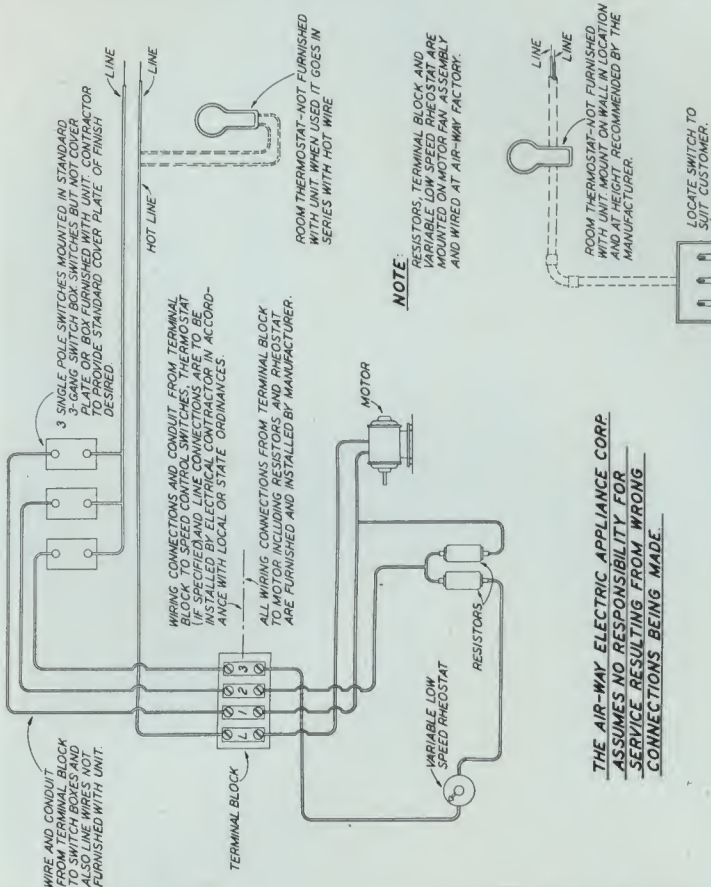 WIRE AND CONDUIT
FROM TERMINAL BLOCK
TO SWITCH BOXES AND
ALSO LINE WIRES NOT
FURNISHED WITH UNIT.
3 SINGLE POLE SWITCHES MOUNTED IN STANDARD
3-GANG SWITCH BOX SWITCHES BUT NOT COVER
PLATE OR BOX FURNISHED WITH UNIT. CONTRACTOR
TO PROVIDE STANDARD COVER PLATE OF FINISH
DESIRED.
LINE
LINE
HOT LINE
ROOM THERMOSTAT-NOT FURNISHED
WITH UNIT. WHEN USED IT GOES IN
SERIES WITH HOT WIRE
WIRING CONNECTIONS AND CONDUIT FROM TERMINAL
BLOCK TO SPEED CONTROL SWITCHES, THERMOSTAT
(IF SPECIFIED) AND LINE CONNECTIONS ARE TO BE
INSTALLED BY ELECTRICAL CONTRACTOR IN ACCORD-
ANCE WITH LOCAL OR STATE ORDINANCES.
ALL WIRING CONNECTIONS FROM TERMINAL BLOCK
TO MOTOR INCLUDING RESISTORS AND RHEOSTAT
ARE FURNISHED AND INSTALLED BY MANUFACTURER.
TERMINAL BLOCK
L 1 2 3
MOTOR
RESISTORS
VARIABLE LOW
SPEED RHEOSTAT
NOTE:
RESISTORS, TERMINAL BLOCK AND
VARIABLE LOW SPEED RHEOSTAT ARE
MOUNTED ON MOTOR FAN ASSEMBLY
AND WIRED AT AIR-WAY FACTORY.
LINE
LINE
ROOM THERMOSTAT-NOT FURNISHED
WITH UNIT. MOUNT ON WALL IN LOCATION
AND AT HEIGHT RECOMMENDED BY THE
MANUFACTURER.
LOCATE SWITCH TO
SUIT CUSTOMER.
THE AIR-WAY ELECTRIC APPLIANCE CORP.
ASSUMES NO RESPONSIBILITY FOR
SERVICE RESULTING FROM WRONG
CONNECTIONS BEING MADE.